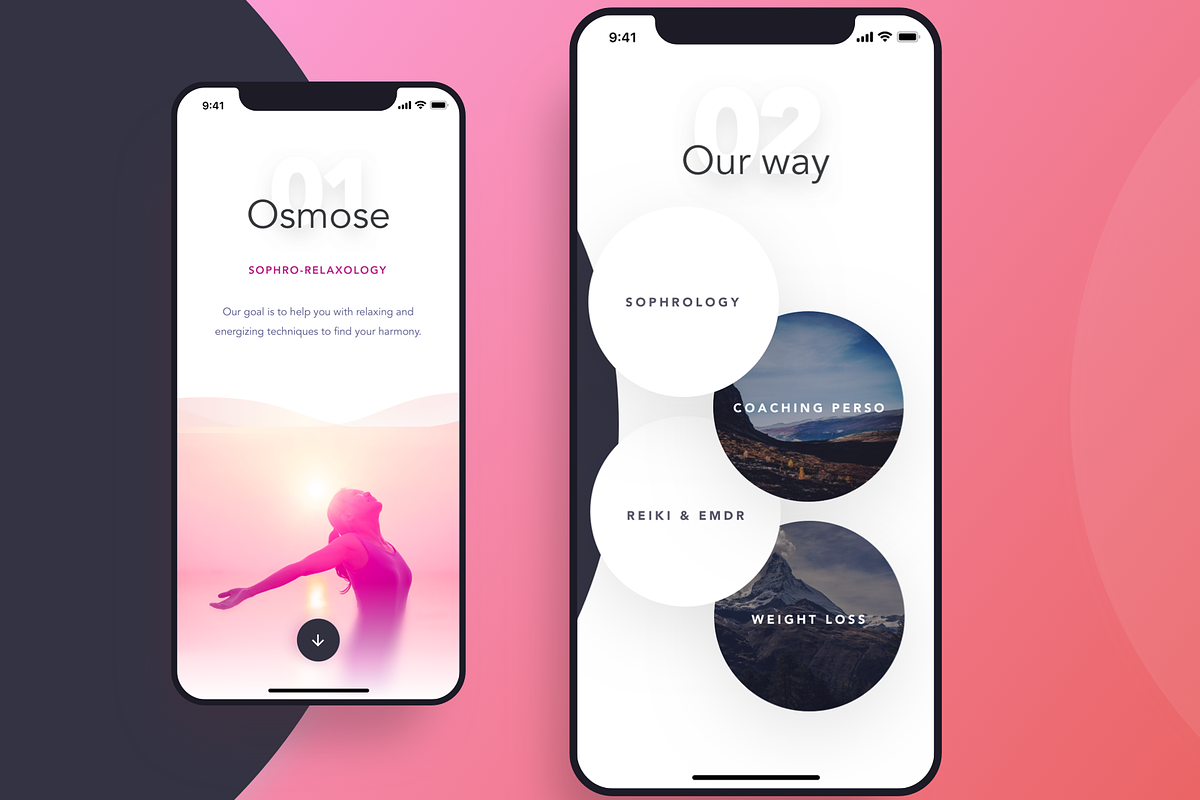 9:41
01
Osmose
SOPHRO-RELAXOLOGY
Our goal is to help you with relaxing and
energizing techniques to find your harmony.
9:41
02
Our way
SOPHROLOGY
COACHING PERSO
REIKI & EMDR
WEIGHT LOSS